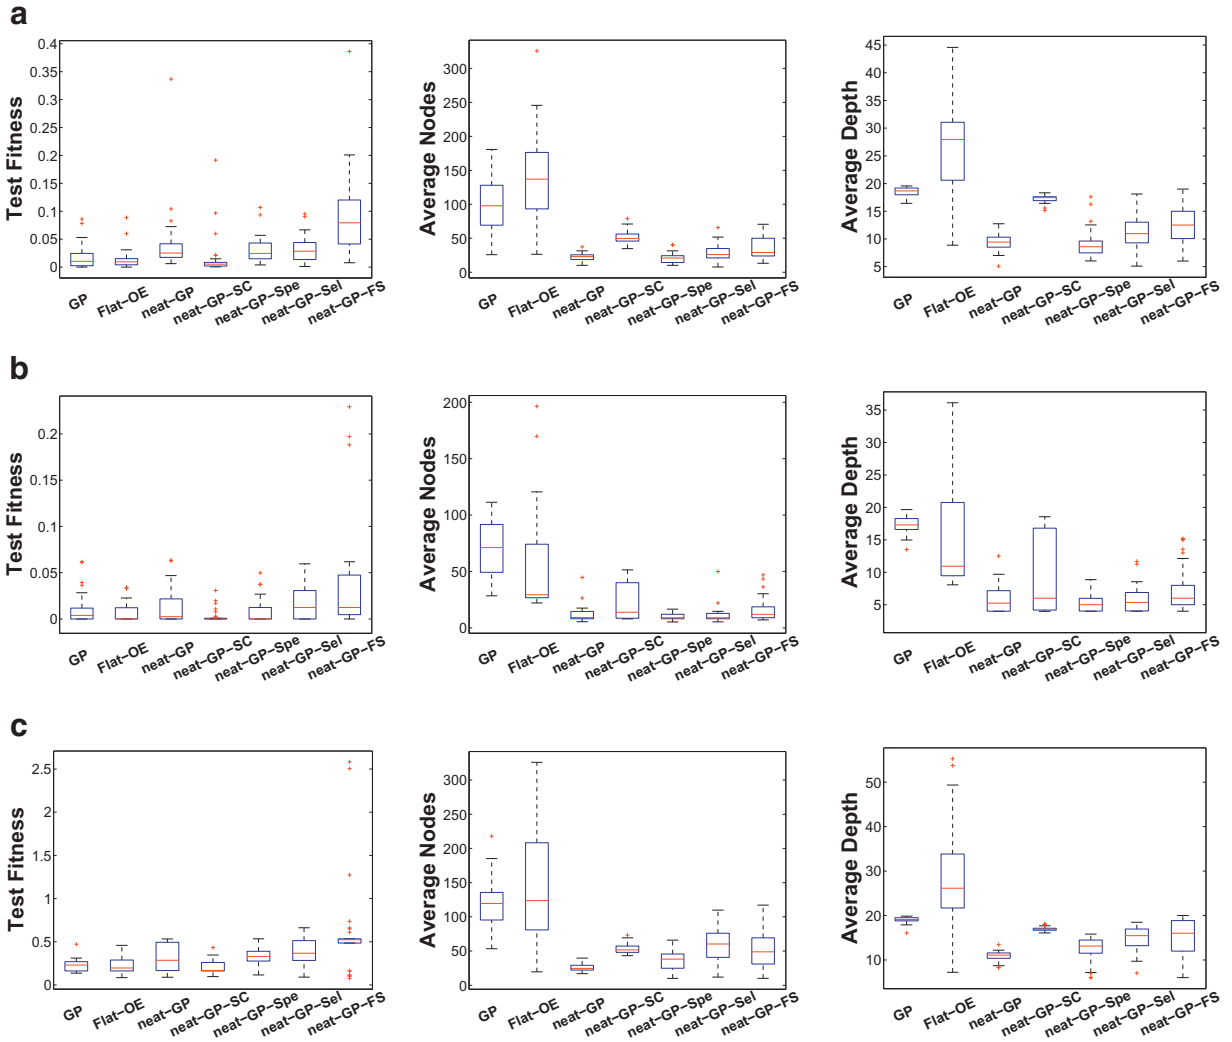 a
Test Fitness
0.4
0.35
0.3
0.25
0.2
0.15
0.1
0.05
0
GP
Flat-OE
neat-GP
neat-GP-SC
neat-GP-Spe
neat-GP-Sel
neat-GP-FS
Average Nodes
300
250
200
150
100
50
0
GP
Flat-OE
neat-GP
neat-GP-SC
neat-GP-Spe
neat-GP-Sel
neat-GP-FS
Average Depth
45
40
35
30
25
20
15
10
5
GP
Flat-OE
neat-GP
neat-GP-SC
neat-GP-Spe
neat-GP-Sel
neat-GP-FS
b
Test Fitness
0.2
0.15
0.1
0.05
0
GP
Flat-OE
neat-GP
neat-GP-SC
neat-GP-Spe
neat-GP-Sel
neat-GP-FS
Average Nodes
200
150
100
50
0
GP
Flat-OE
neat-GP
neat-GP-SC
neat-GP-Spe
neat-GP-Sel
neat-GP-FS
Average Depth
35
30
25
20
15
10
5
GP
Flat-OE
neat-GP
neat-GP-SC
neat-GP-Spe
neat-GP-Sel
neat-GP-FS
c
Test Fitness
2.5
2
1.5
1
0.5
0
GP
Flat-OE
neat-GP
neat-GP-SC
neat-GP-Spe
neat-GP-Sel
neat-GP-FS
Average Nodes
300
250
200
150
100
50
0
GP
Flat-OE
neat-GP
neat-GP-SC
neat-GP-Spe
neat-GP-Sel
neat-GP-FS
Average Depth
50
40
30
20
10
GP
Flat-OE
neat-GP
neat-GP-SC
neat-GP-Spe
neat-GP-Sel
neat-GP-FS